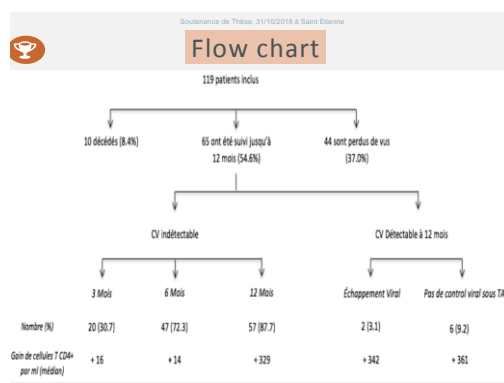 Soutenance de Thèse, 31/10/2018 à Saint Etienne
Flow chart
119 patients inclus
10 décédés (8.4%)
65 ont été suivi jusqu'à
12 mois (54.6%)
44 sont perdus de vus
(37.0%)
CV indétectable
CV Détectable à 12 mois
3 Mois
6 Mois
12 Mois
Échappement Viral
Pas de control viral sous TA
Nombre (%)
20 (30.7)
47 (72.3)
57 (87.7)
2 (3.1)
6 (9.2)
Gain de cellules T CD4+
par ml (médian)
+ 16
+ 14
+ 329
+ 342
+ 361